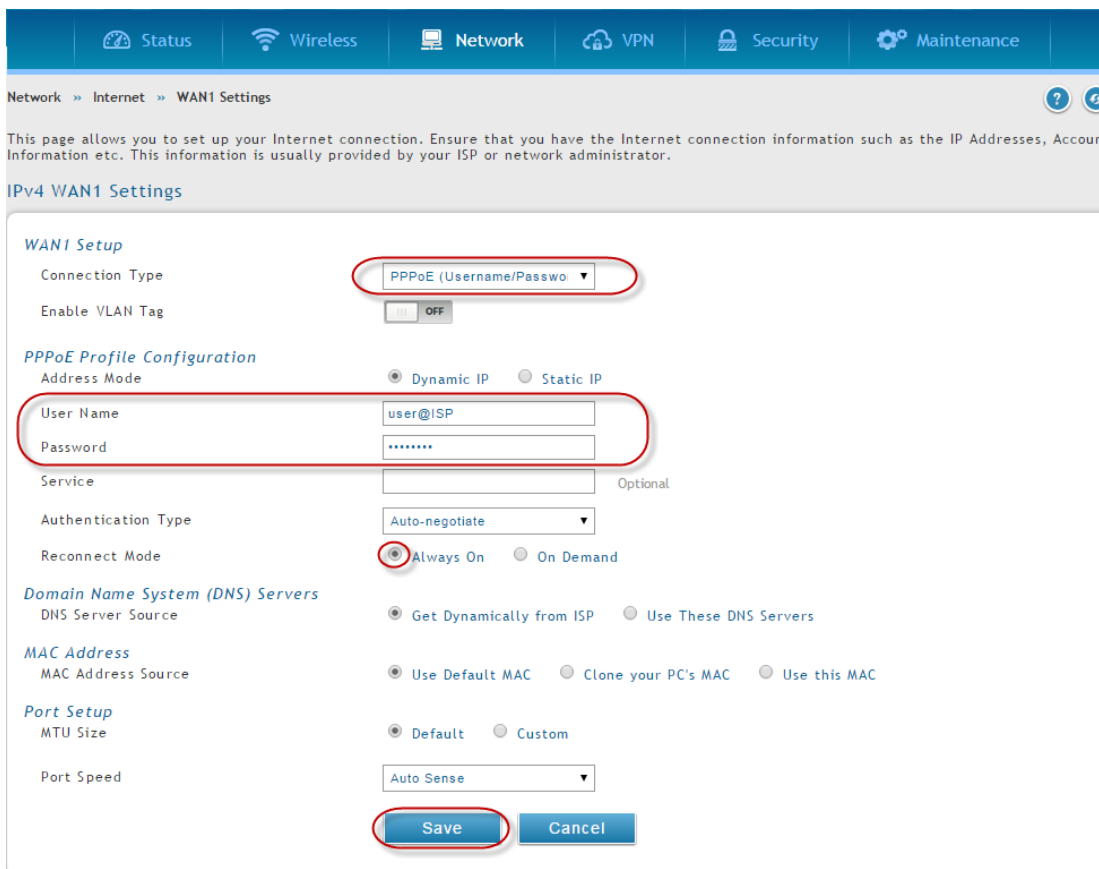 Status Wireless Network VPN Security Maintenance
Network » Internet » WAN1 Settings
This page allows you to set up your Internet connection. Ensure that you have the Internet connection information such as the IP Addresses, Accour
Information etc. This information is usually provided by your ISP or network administrator.
IPv4 WAN1 Settings
WAN1 Setup
Connection Type PPPoE (Username/Passwo
Enable VLAN Tag OFF
PPPoE Profile Configuration
Address Mode Dynamic IP Static IP
User Name user@ISP
Password ••••••••
Service Optional
Authentication Type Auto-negotiate
Reconnect Mode Always On On Demand
Domain Name System (DNS) Servers
DNS Server Source Get Dynamically from ISP Use These DNS Servers
MAC Address
MAC Address Source Use Default MAC Clone your PC's MAC Use this MAC
Port Setup
MTU Size Default Custom
Port Speed Auto Sense
Save Cancel